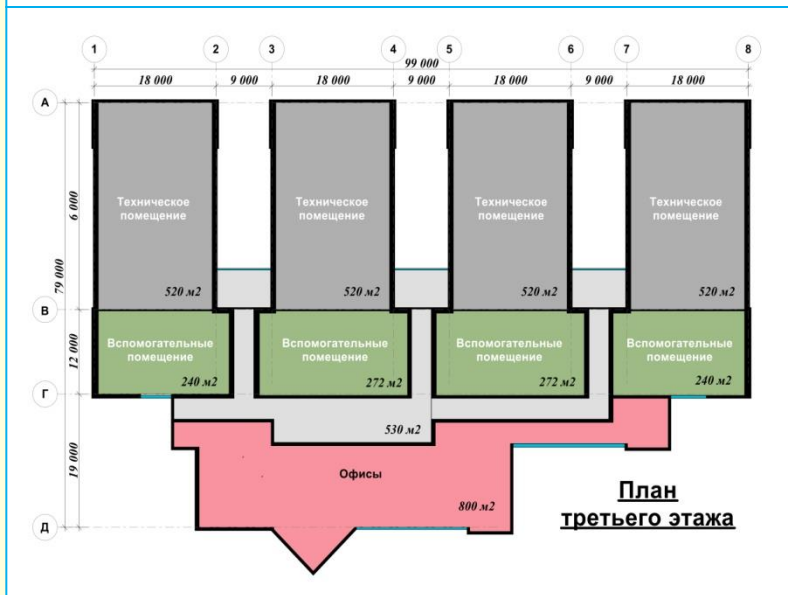 1 2 3 4 5 6 7 8
99 000
18 000 9 000 18 000 9 000 18 000 9 000 18 000
А
6 000
79 000
Техническое
помещение
520 м2
Техническое
помещение
520 м2
Техническое
помещение
520 м2
Техническое
помещение
520 м2
В
12 000
Вспомогательные
помещение
240 м2
Вспомогательные
помещение
272 м2
Вспомогательные
помещение
272 м2
Вспомогательные
помещение
240 м2
Г
530 м2
19 000
Офисы
800 м2
Д
План
третьего этажа